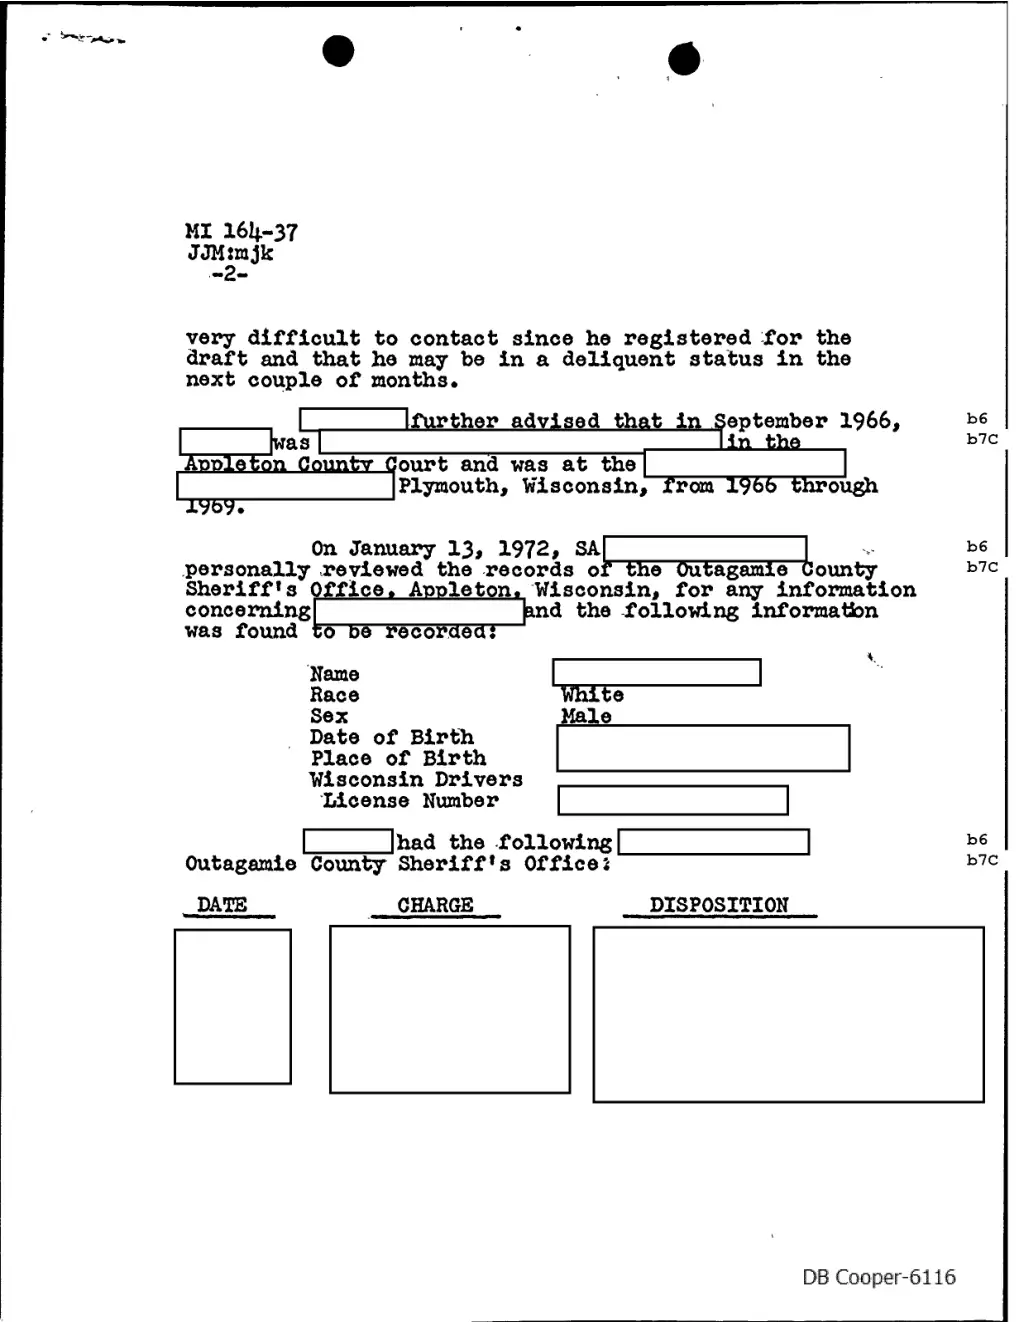 MI 164-37
JJM:mjk
-2-
very difficult to contact since he registered for the
draft and that he may be in a deliquent status in the
next couple of months.
further advised that in September 1966, b6
was in the b7C
Appleton County Court and was at the
Plymouth, Wisconsin, from 1966 through
1969.
On January 13, 1972, SA b6
personally reviewed the records of the Outagamie County b7C
Sheriff's Office, Appleton, Wisconsin, for any information
concerning and the following information
was found to be recorded:
Name
Race White
Sex Male
Date of Birth
Place of Birth
Wisconsin Drivers
License Number
had the following b6
Outagamie County Sheriff's Office: b7C
DATE CHARGE DISPOSITION
DB Cooper-6116